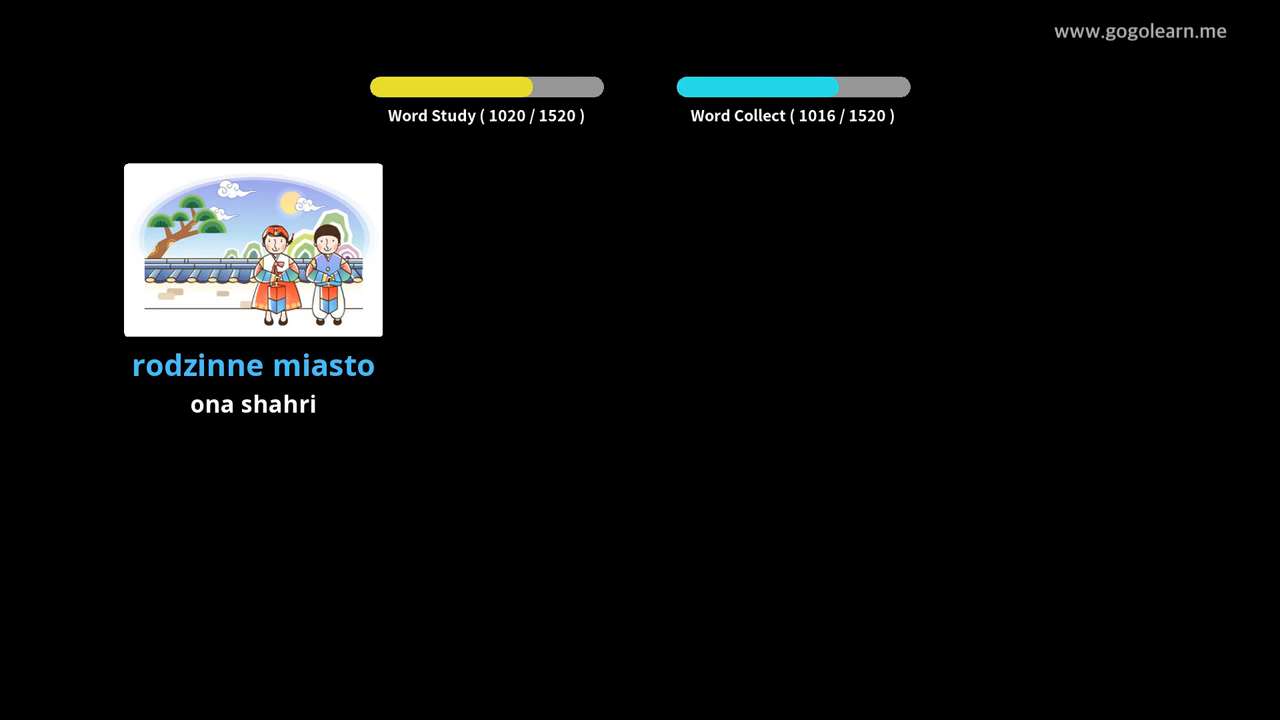 www.gogolearn.me
Word Study ( 1020 / 1520 )
Word Collect ( 1016 / 1520 )
rodzinne miasto
ona shahri